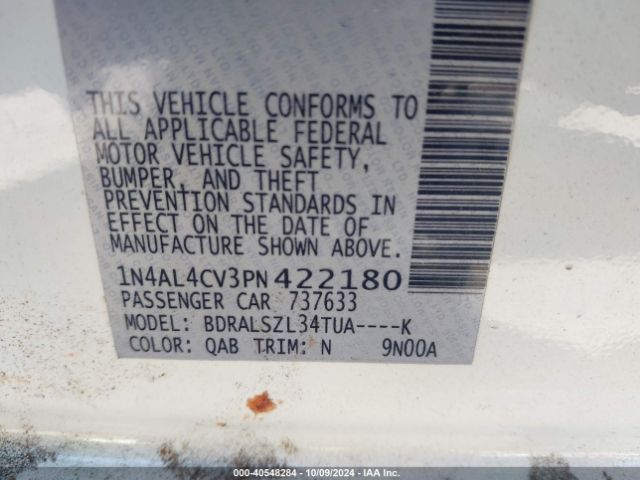 THIS VEHICLE CONFORMS TO
ALL APPLICABLE FEDERAL
MOTOR VEHICLE SAFETY,
BUMPER, AND THEFT
PREVENTION STANDARDS IN
EFFECT ON THE DATE OF
MANUFACTURE SHOWN ABOVE.
1N4AL4CV3PN422180
PASSENGER CAR 737633
MODEL: BDRALSZL34TUA----K
COLOR: QAB TRIM: N 9N00A
000-40548284 - 10/09/2024 - IAA Inc.